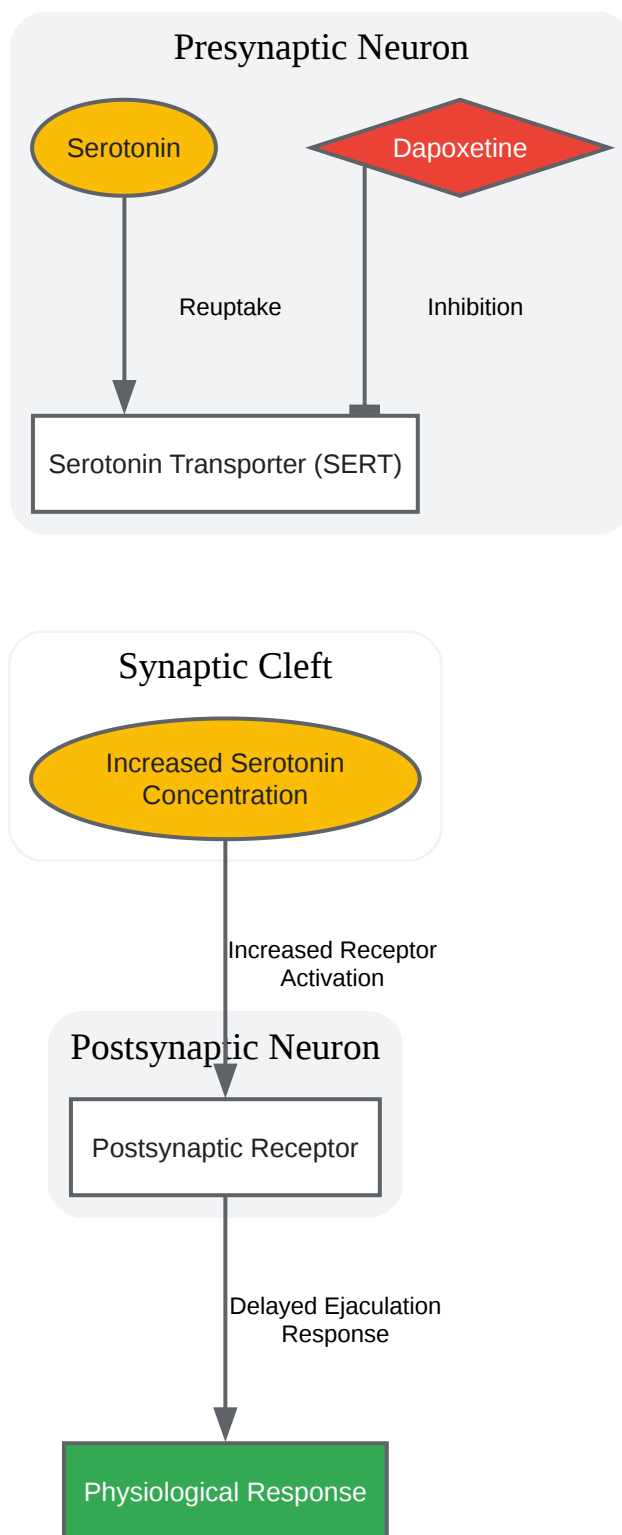 Presynaptic Neuron
Serotonin
Dapoxetine
Reuptake
Inhibition
Serotonin Transporter (SERT)
Synaptic Cleft
Increased Serotonin
Concentration
Increased Receptor
Activation
Postsynaptic Neuron
Postsynaptic Receptor
Delayed Ejaculation
Response
Physiological Response